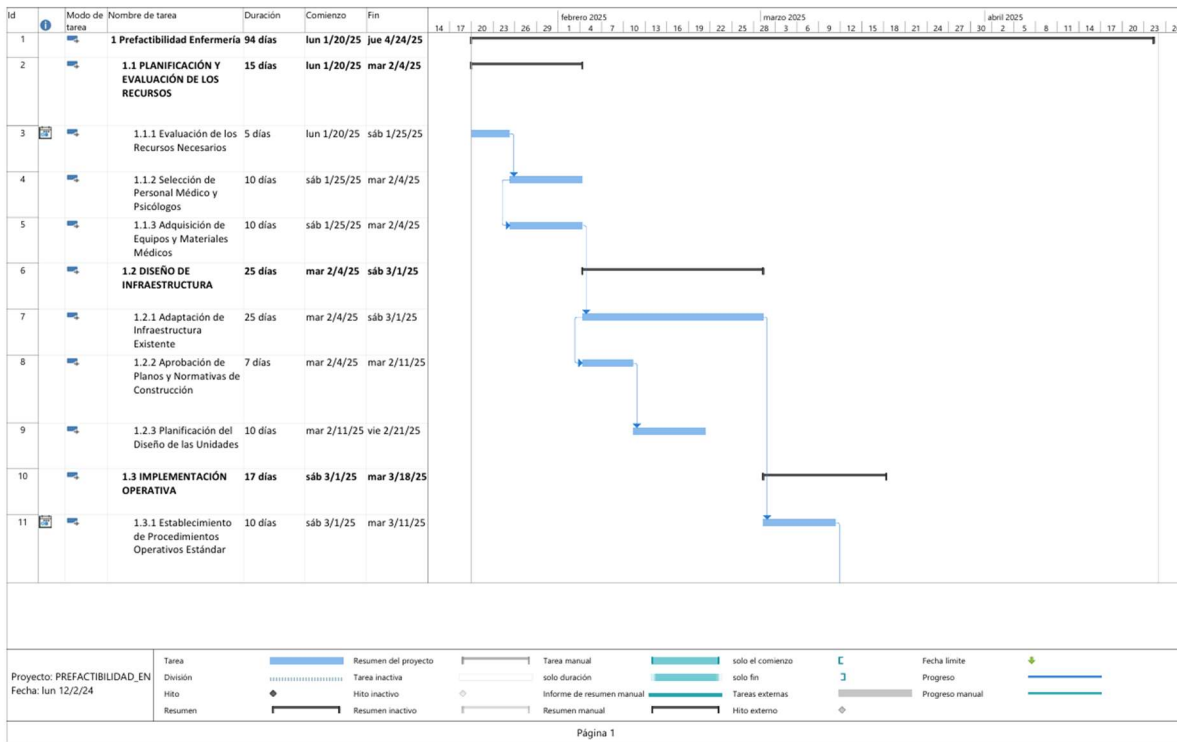 Id
Modo de
tarea
Nombre de tarea
Duración
Comienzo
Fin
febrero 2025
marzo 2025
abril 2025
14 17 20 23 26 29 1 4 7 10 13 16 19 22 25 28 3 6 9 12 15 18 21 24 27 30 2 5 8 11 14 17 20 23 26
1 1 Prefactibilidad Enfermería 94 días lun 1/20/25 jue 4/24/25
2 1.1 PLANIFICACIÓN Y 15 días lun 1/20/25 mar 2/4/25
EVALUACIÓN DE LOS
RECURSOS
3 1.1.1 Evaluación de los 5 días lun 1/20/25 sáb 1/25/25
Recursos Necesarios
4 1.1.2 Selección de 10 días sáb 1/25/25 mar 2/4/25
Personal Médico y
Psicólogos
5 1.1.3 Adquisición de 10 días sáb 1/25/25 mar 2/4/25
Equipos y Materiales
Médicos
6 1.2 DISEÑO DE 25 días mar 2/4/25 sáb 3/1/25
INFRAESTRUCTURA
7 1.2.1 Adaptación de 25 días mar 2/4/25 sáb 3/1/25
Infraestructura
Existente
8 1.2.2 Aprobación de 7 días mar 2/4/25 mar 2/11/25
Planos y Normativas de
Construcción
9 1.2.3 Planificación del 10 días mar 2/11/25 vie 2/21/25
Diseño de las Unidades
10 1.3 IMPLEMENTACIÓN 17 días sáb 3/1/25 mar 3/18/25
OPERATIVA
11 1.3.1 Establecimiento 10 días sáb 3/1/25 mar 3/11/25
de Procedimientos
Operativos Estándar
Proyecto: PREFACTIBILIDAD_EN
Fecha: lun 12/2/24
Tarea Resumen del proyecto Tarea manual solo el comienzo Fecha límite
División Tarea inactiva solo duración solo fin Progreso
Hito Hito inactivo Informe de resumen manual Tareas externas Progreso manual
Resumen Resumen inactivo Resumen manual Hito externo
Página 1